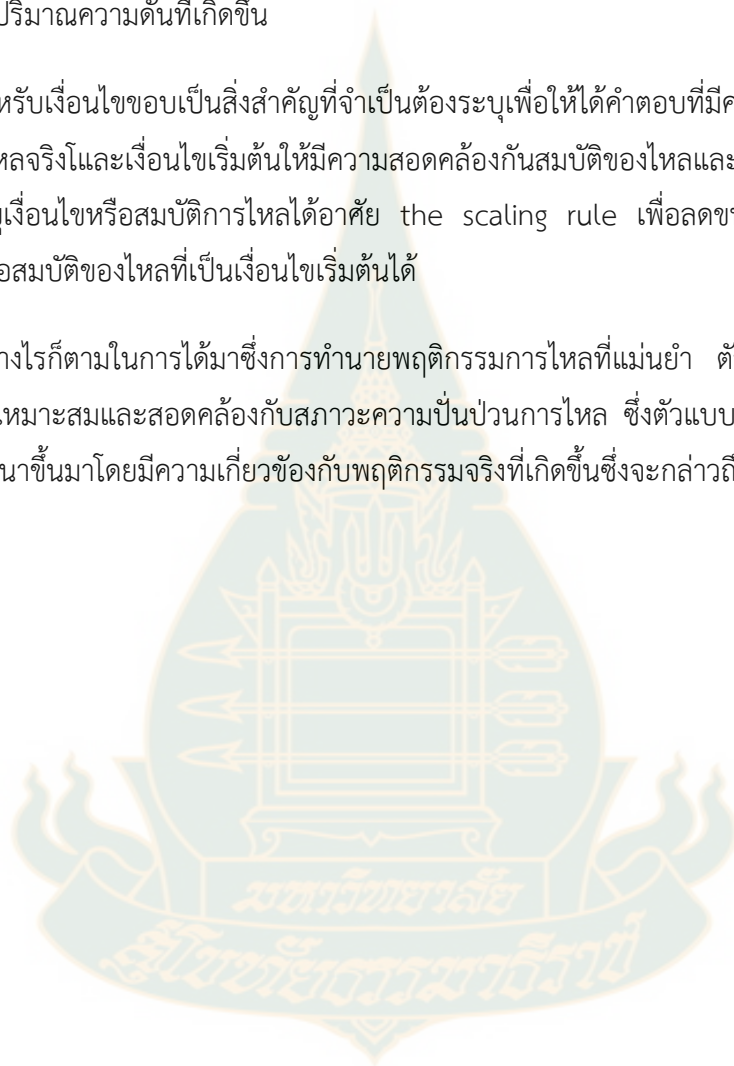 ปริมาณความดันที่เกิดขึ้น
หรับเงื่อนไขขอบเป็นสิ่งสำคัญที่จำเป็นต้องระบุเพื่อให้ได้คำตอบที่มีค
หลจริงโและเงื่อนไขเริ่มต้นให้มีความสอดคล้องกันสมบัติของไหลและ
ุเงื่อนไขหรือสมบัติการไหลได้อาศัย the scaling rule เพื่อลดข
อสมบัติของไหลที่เป็นเงื่อนไขเริ่มต้นได้
างไรก็ตามในการได้มาซึ่งการทำนายพฤติกรรมการไหลที่แม่นยำ ตั
เหมาะสมและสอดคล้องกับสภาวะความปั่นป่วนการไหล ซึ่งตัวแบบ
นาขึ้นมาโดยมีความเกี่ยวข้องกับพฤติกรรมจริงที่เกิดขึ้นซึ่งจะกล่าวถึ
มหาวิทยาลัย
สุโขทัยธรรมาธิราช